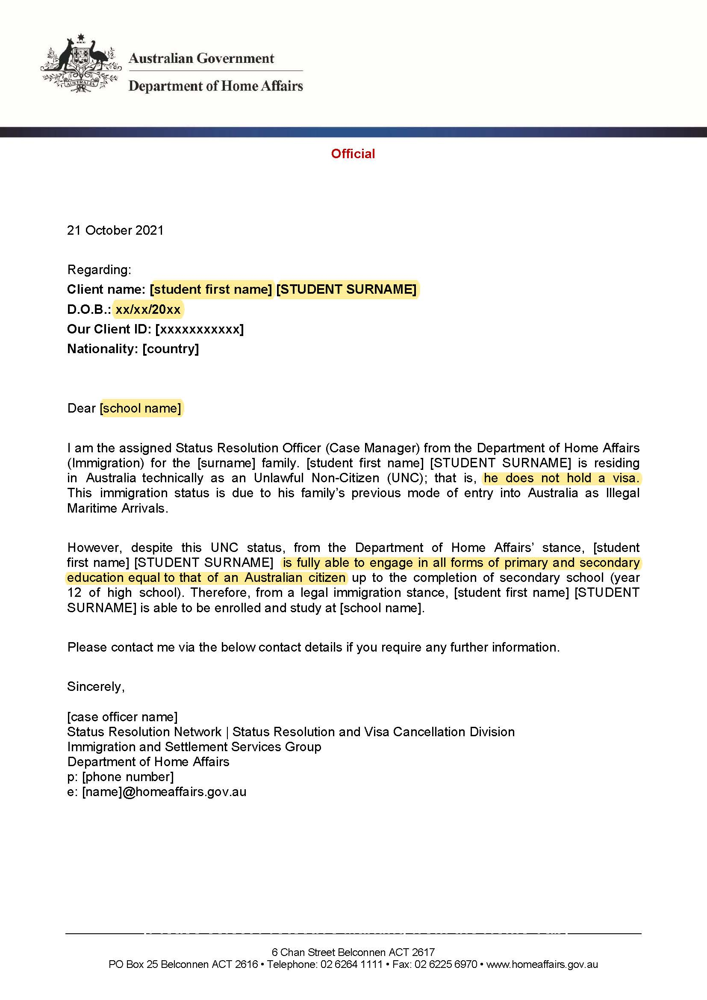 AUSTRALIA
Australian Government
Department of Home Affairs
Official
21 October 2021
Regarding:
Client name: [student first name] [STUDENT SURNAME]
D.O.B.: xx/xx/20xx
Our Client ID: [xxxxxxxxxxx]
Nationality: [country]
Dear [school name]
I am the assigned Status Resolution Officer (Case Manager) from the Department of Home Affairs
(Immigration) for the [surname] family. [student first name] [STUDENT SURNAME] is residing
in Australia technically as an Unlawful Non-Citizen (UNC); that is, he does not hold a visa.
This immigration status is due to his family’s previous mode of entry into Australia as Illegal
Maritime Arrivals.
However, despite this UNC status, from the Department of Home Affairs’ stance, [student
first name] [STUDENT SURNAME] is fully able to engage in all forms of primary and secondary
education equal to that of an Australian citizen up to the completion of secondary school (year
12 of high school). Therefore, from a legal immigration stance, [student first name] [STUDENT
SURNAME] is able to be enrolled and study at [school name].
Please contact me via the below contact details if you require any further information.
Sincerely,
[case officer name]
Status Resolution Network | Status Resolution and Visa Cancellation Division
Immigration and Settlement Services Group
Department of Home Affairs
p: [phone number]
e: [name]@homeaffairs.gov.au
6 Chan Street Belconnen ACT 2617
PO Box 25 Belconnen ACT 2616 • Telephone: 02 6264 1111 • Fax: 02 6225 6970 • www.homeaffairs.gov.au